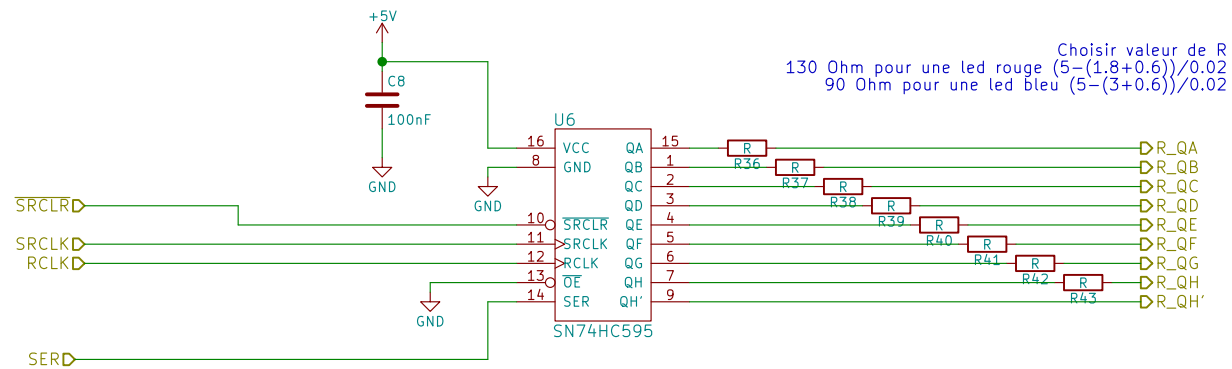 +5V
Choisir valeur de R
130 Ohm pour une led rouge (5-(1.8+0.6))/0.02
90 Ohm pour une led bleu (5-(3+0.6))/0.02
C8
100nF
GND
U6
16 VCC QA 15 R R36 R_QA
8 GND QB 1 R R37 R_QB
GND
QC 2 R R38 R_QC
SRCLR QD 3 R R39 R_QD
10 SRCLR QE 4 R R40 R_QE
SRCLK 11 SRCLK QF 5 R R41 R_QF
RCLK 12 RCLK QG 6 R R42 R_QG
13 OE QH 7 R R43 R_QH
14 SER QH' 9 R_QH'
GND
SN74HC595
SER